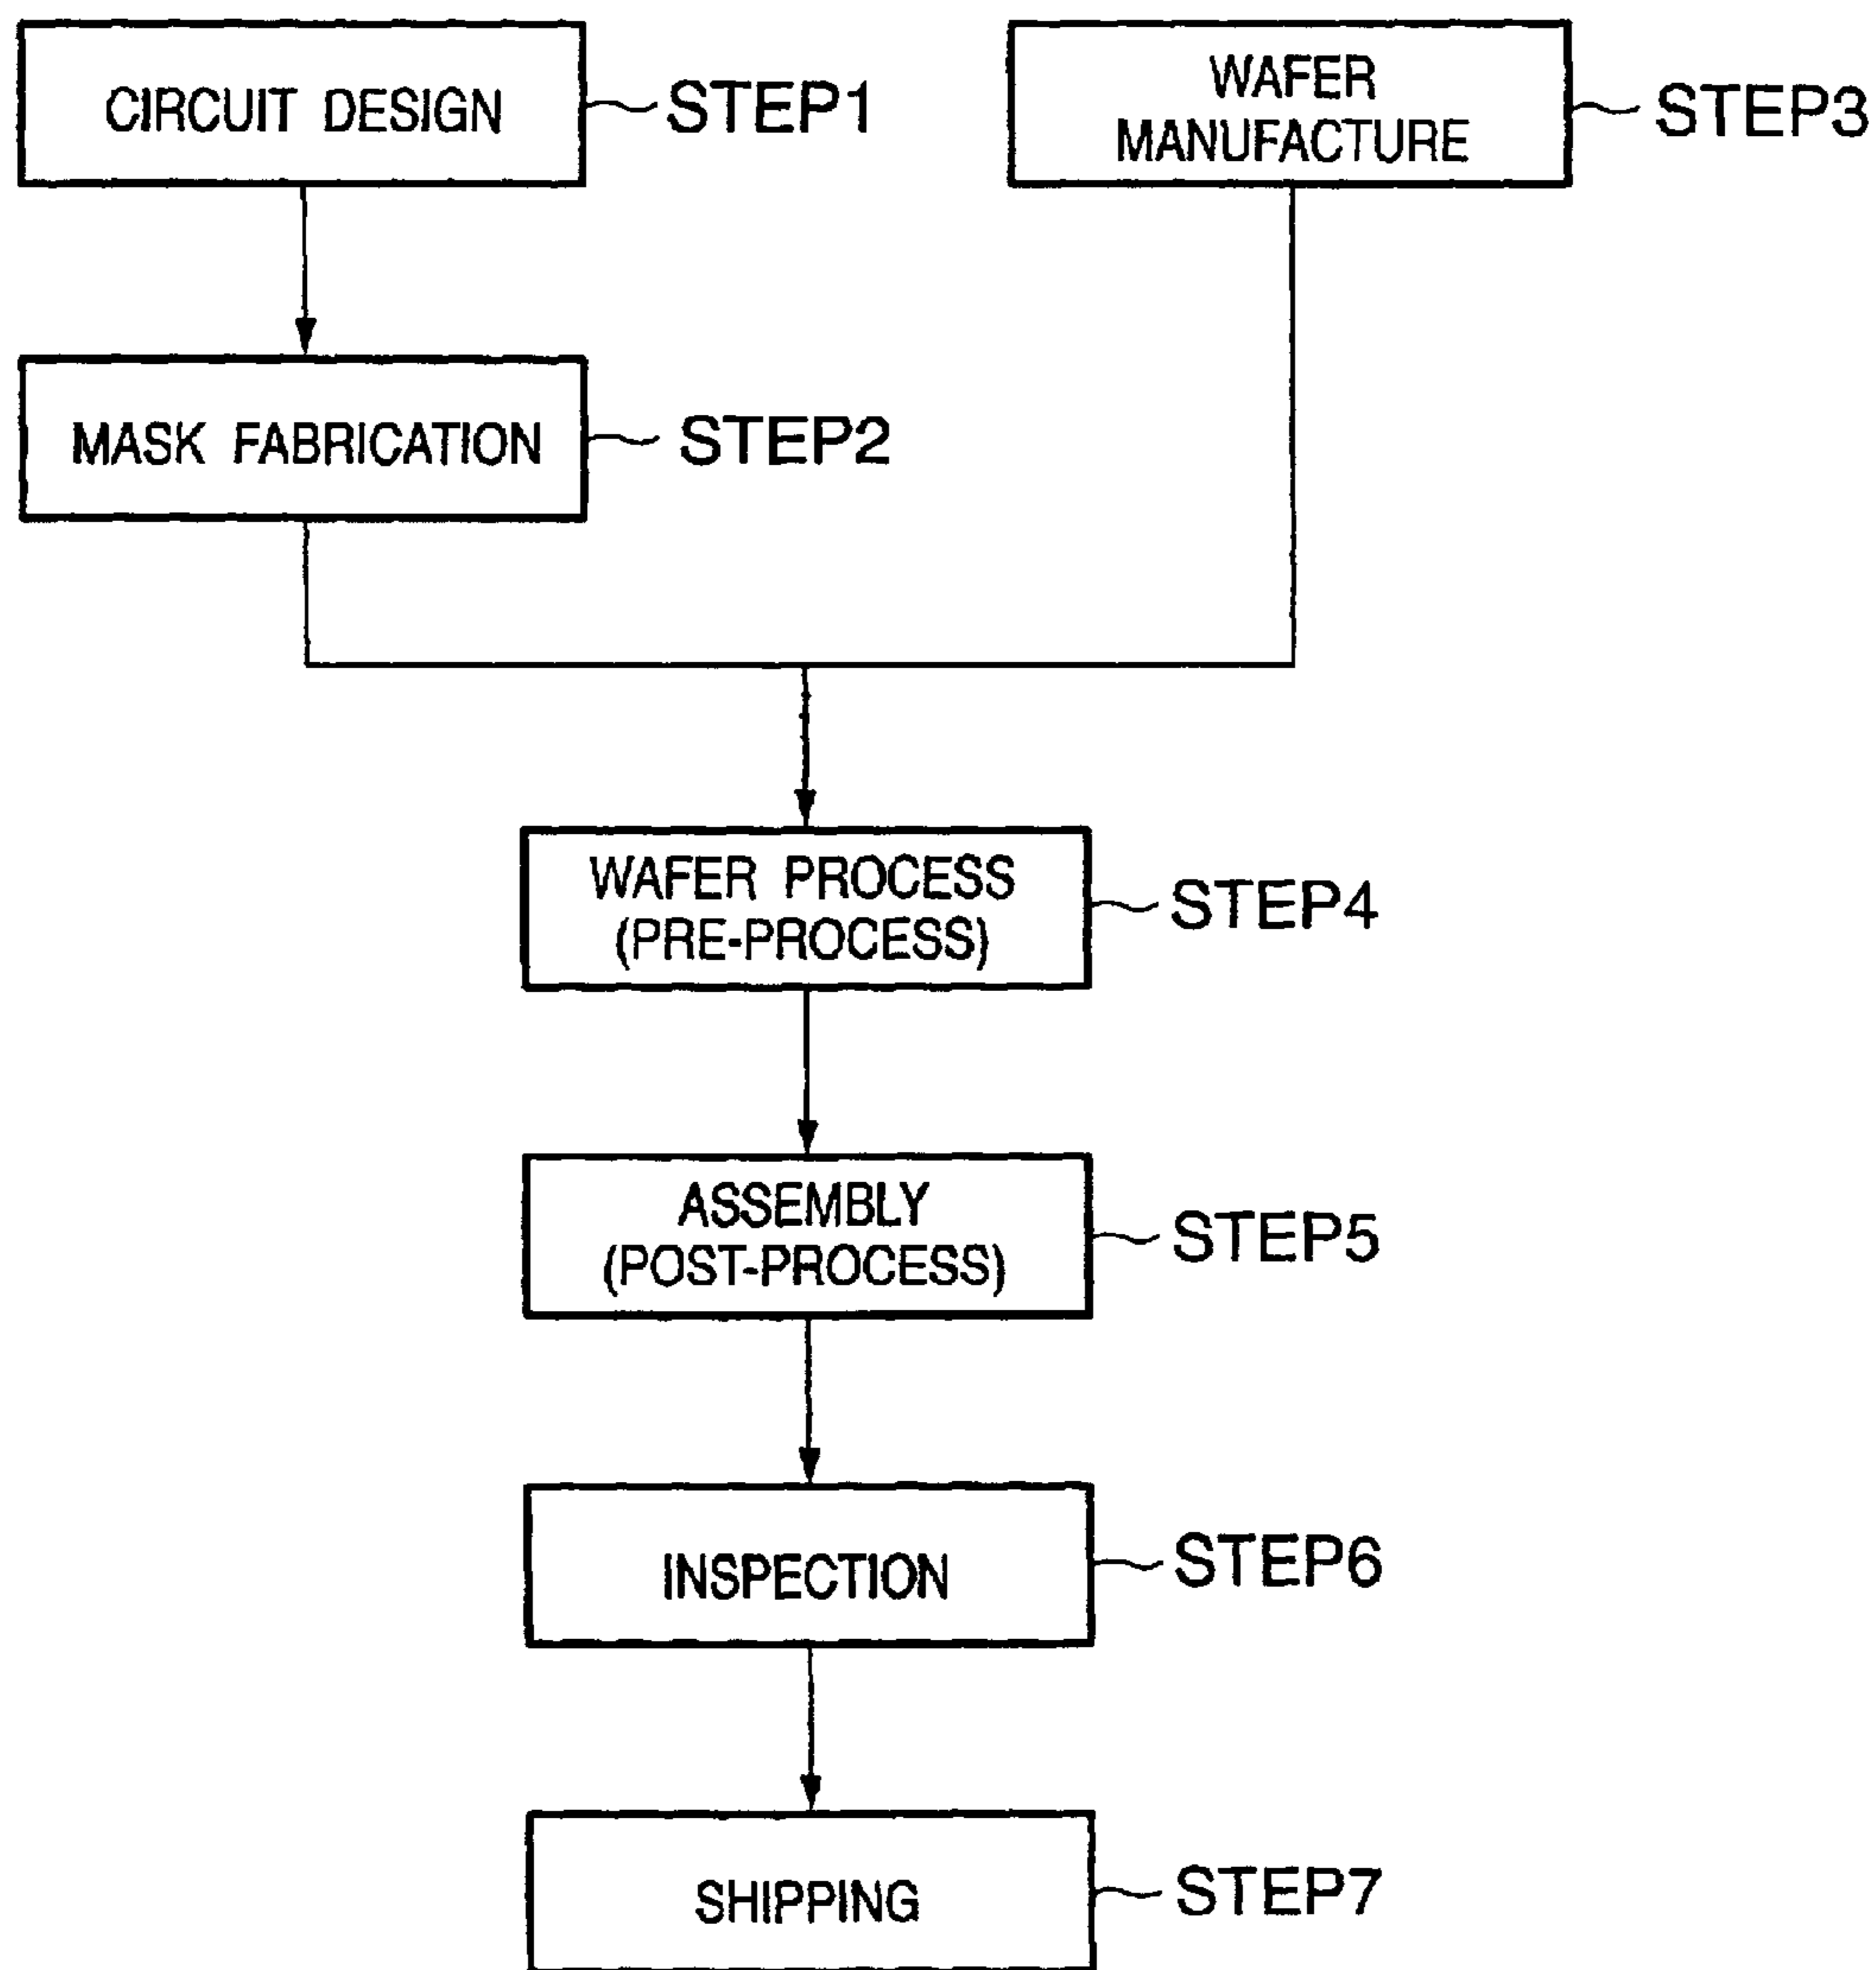 CIRCUIT DESIGN
STEP1
WAFER
MANUFACTURE
STEP3
MASK FABRICATION
STEP2
WAFER PROCESS
(PRE-PROCESS)
STEP4
ASSEMBLY
(POST-PROCESS)
STEP5
INSPECTION
STEP6
SHIPPING
STEP7